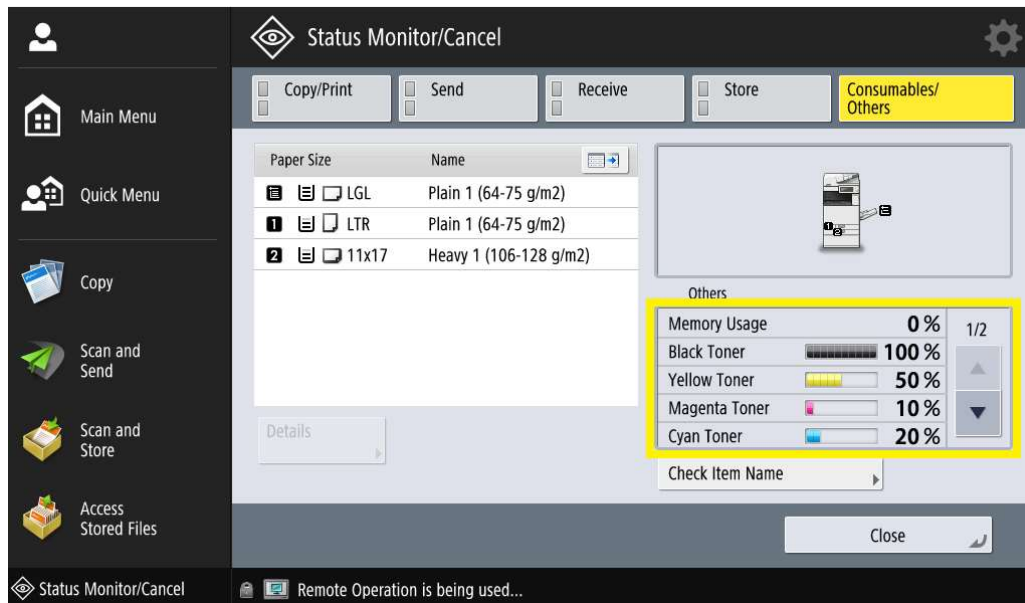 Status Monitor/Cancel
Main Menu
Quick Menu
Copy
Scan and
Send
Scan and
Store
Access
Stored Files
Status Monitor/Cancel
Copy/Print
Send
Receive
Store
Consumables/
Others
Paper Size Name
LGL Plain 1 (64-75 g/m2)
1 LTR Plain 1 (64-75 g/m2)
2 11x17 Heavy 1 (106-128 g/m2)
Details
1
2
Others
Memory Usage 0 %
Black Toner 100 %
Yellow Toner 50 %
Magenta Toner 10 %
Cyan Toner 20 %
1/2
Check Item Name
Close
Remote Operation is being used...